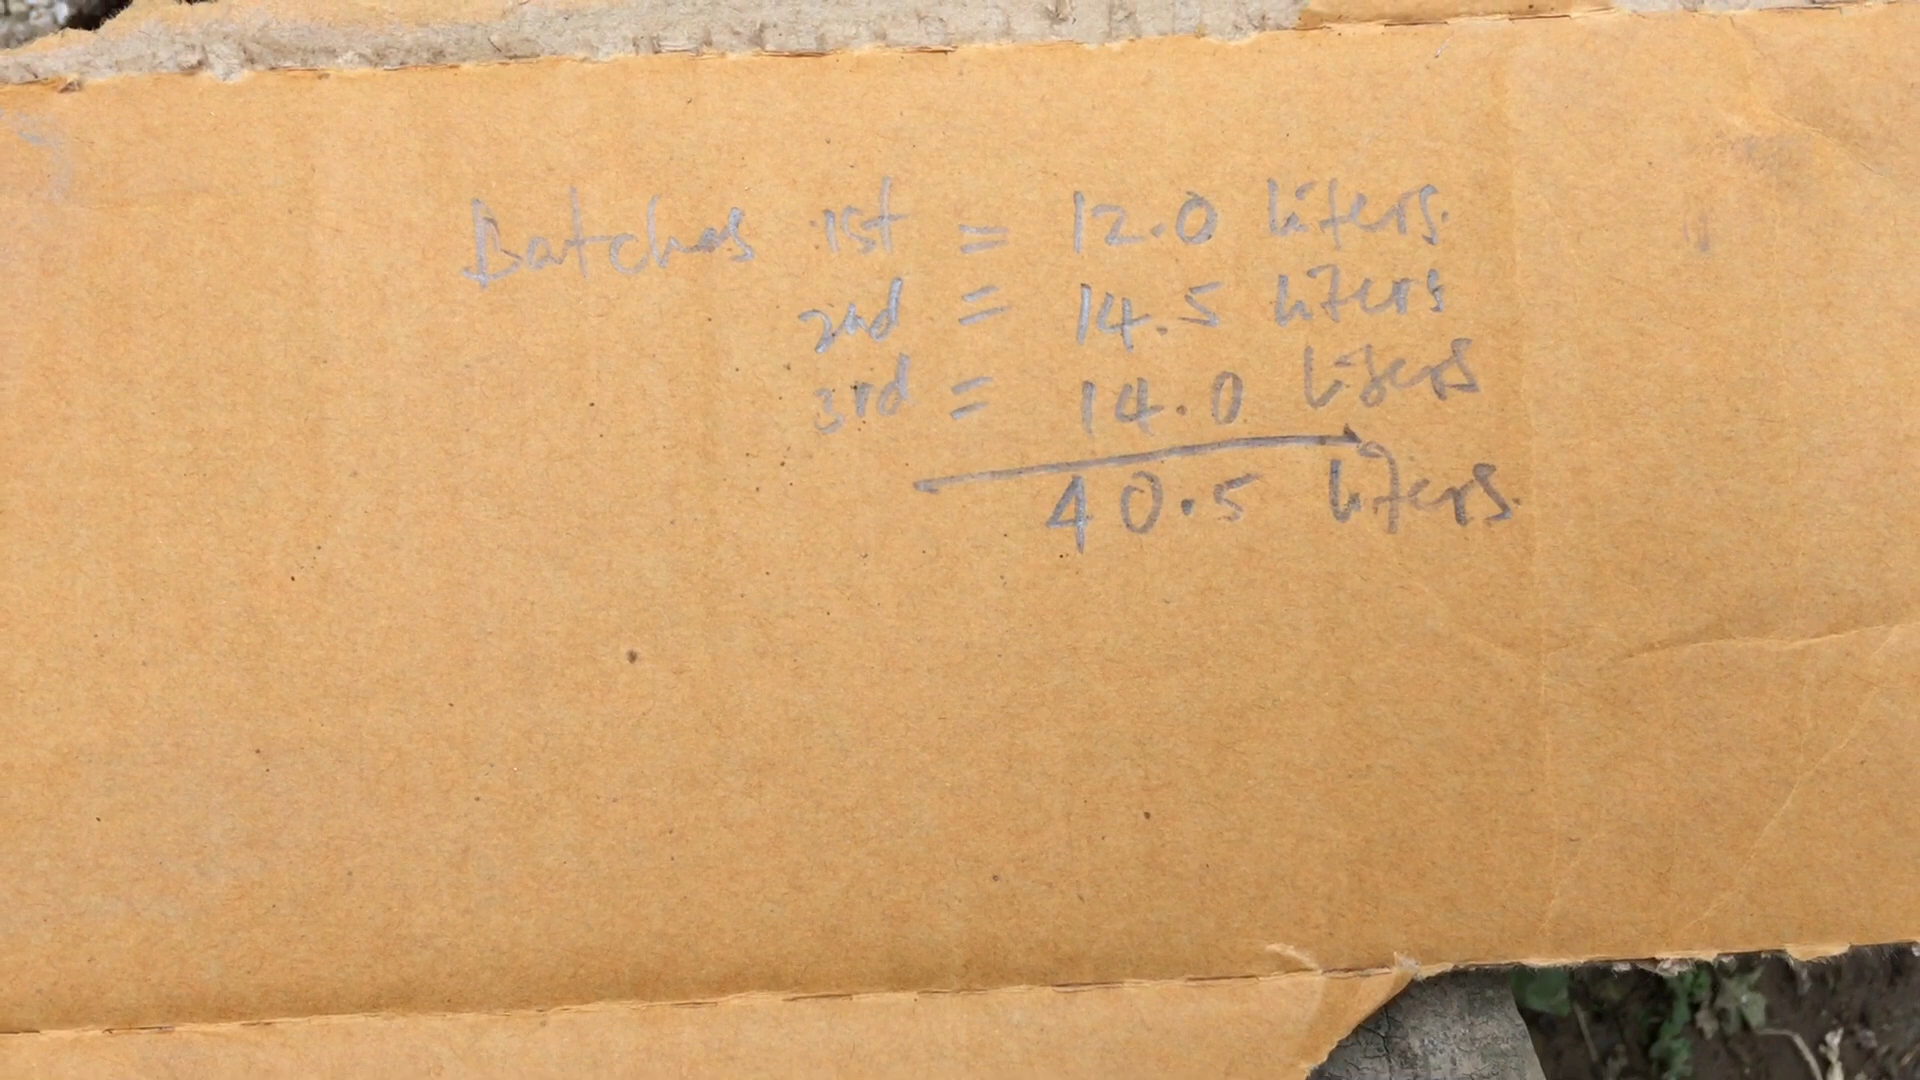 Batches 1st = 12.0 liters.
2nd = 14.5 liters
3rd = 14.0 liters
40.5 liters.